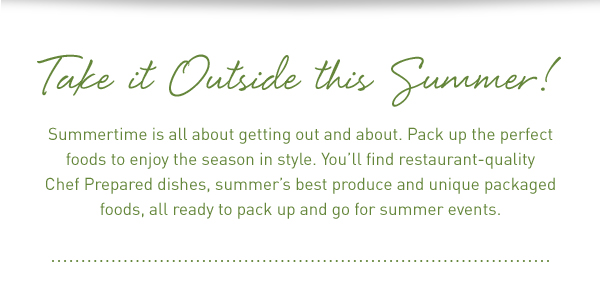 Take it Outside this Summer!
Summertime is all about getting out and about. Pack up the perfect
foods to enjoy the season in style. You'll find restaurant-quality
Chef Prepared dishes, summer's best produce and unique packaged
foods, all ready to pack up and go for summer events.